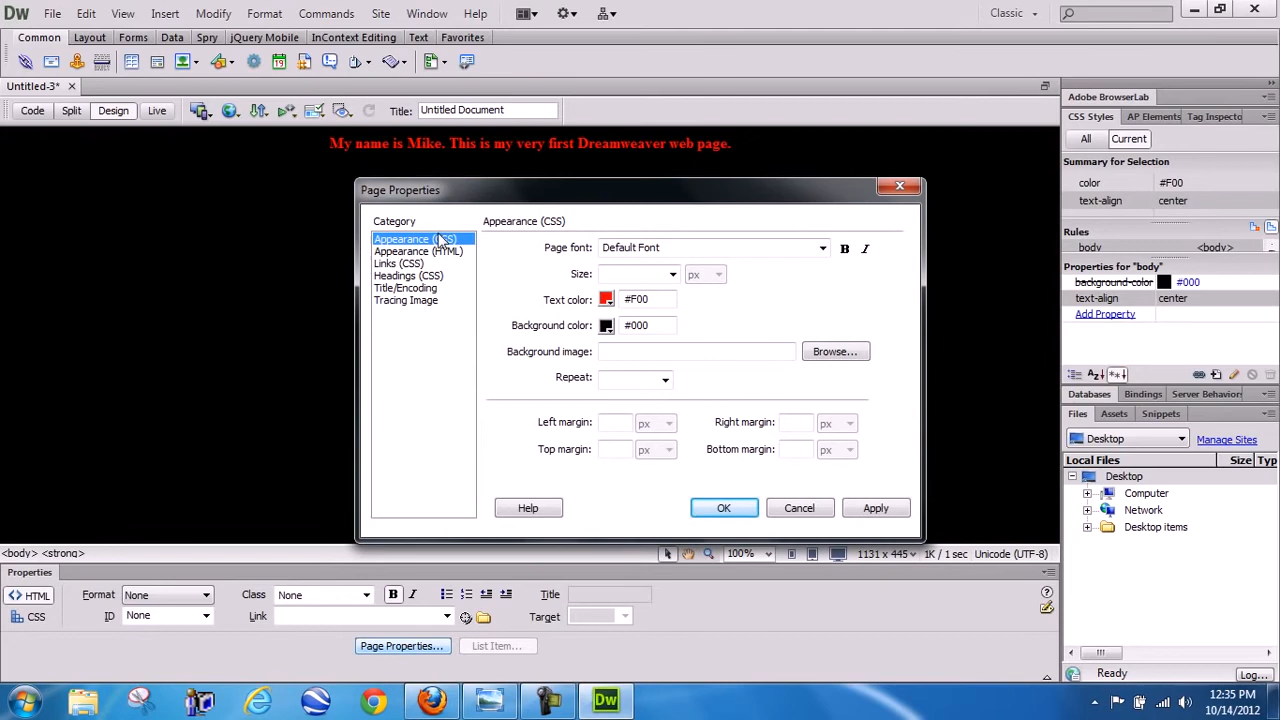 Dw File Edit View Insert Modify Format Commands Site Window Help Classic
Common Layout Forms Data Spry jQuery Mobile InContext Editing Text Favorites
Untitled-3*
Code Split Design Live Title: Untitled Document
My name is Mike. This is my very first Dreamweaver web page.
Page Properties
Category
Appearance (CSS)
Appearance (HTML)
Links (CSS)
Headings (CSS)
Title/Encoding
Tracing Image
Appearance (CSS)
Page font: Default Font B I
Size: px
Text color: #F00
Background color: #000
Background image: Browse...
Repeat:
Left margin: px Right margin: px
Top margin: px Bottom margin: px
Help OK Cancel Apply
Adobe BrowserLab
CSS Styles AP Elements Tag Inspecto
All Current
Summary for Selection
color #F00
text-align center
Rules
body <body>
Properties for "body"
background-color #000
text-align center
Add Property
Databases Bindings Server Behaviors
Files Assets Snippets
Desktop Manage Sites
Local Files Size Typ
Desktop
Computer
Network
Desktop items
Ready Log...
<body> <strong> 100% 1131 x 445 1K / 1 sec Unicode (UTF-8)
Properties
<> HTML Format None Class None B I Title
CSS ID None Link Target
Page Properties... List Item...
Dw
12:35 PM
10/14/2012